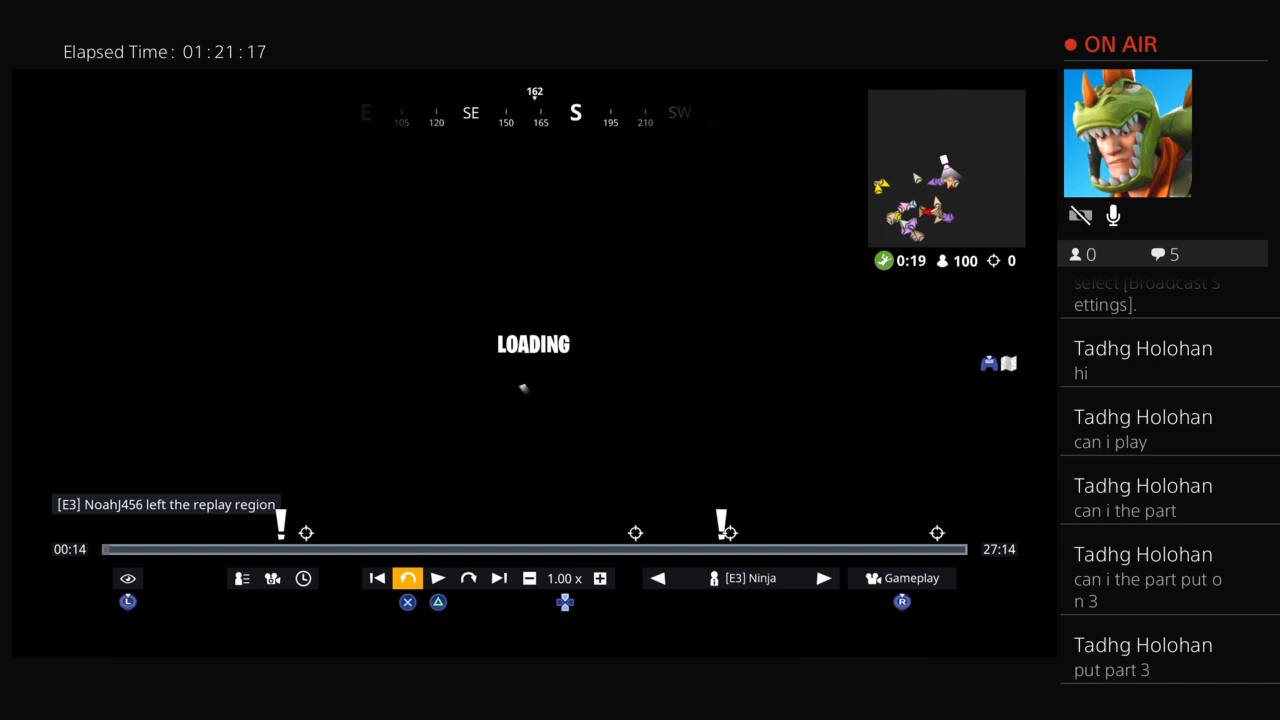 Elapsed Time: 01:21:17
ON AIR
162
E 105 120 SE 150 165 S 195 210 SW
0:19 100 0
0 5
select [Broadcast S
ettings].
LOADING
Tadhg Holohan
hi
Tadhg Holohan
can i play
Tadhg Holohan
can i the part
Tadhg Holohan
can i the part put o
n 3
Tadhg Holohan
put part 3
[E3] NoahJ456 left the replay region
00:14 27:14
1.00 x [E3] Ninja Gameplay
L R